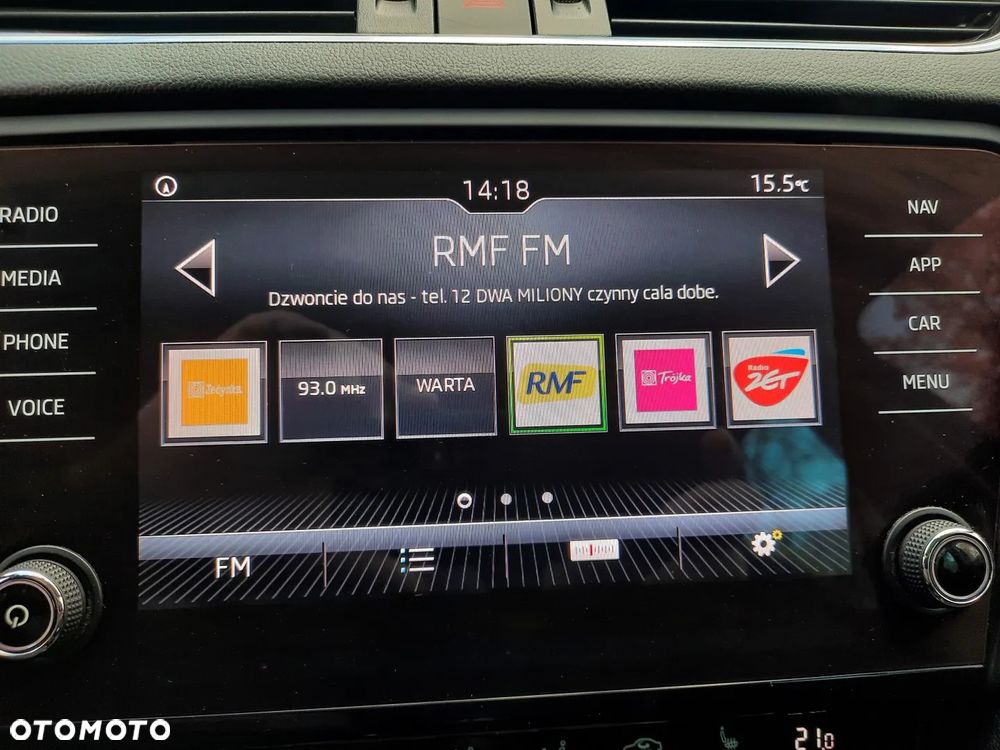 14:18
15.5°C
RADIO
MEDIA
PHONE
VOICE
RMF FM
Dzwoncie do nas - tel. 12 DWA MILIONY czynny cala dobe.
Jedynka
93.0 MHz
WARTA
RMF
Trójka
Radio
ZET
FM
NAV
APP
CAR
MENU
OTOMOTO
21.0